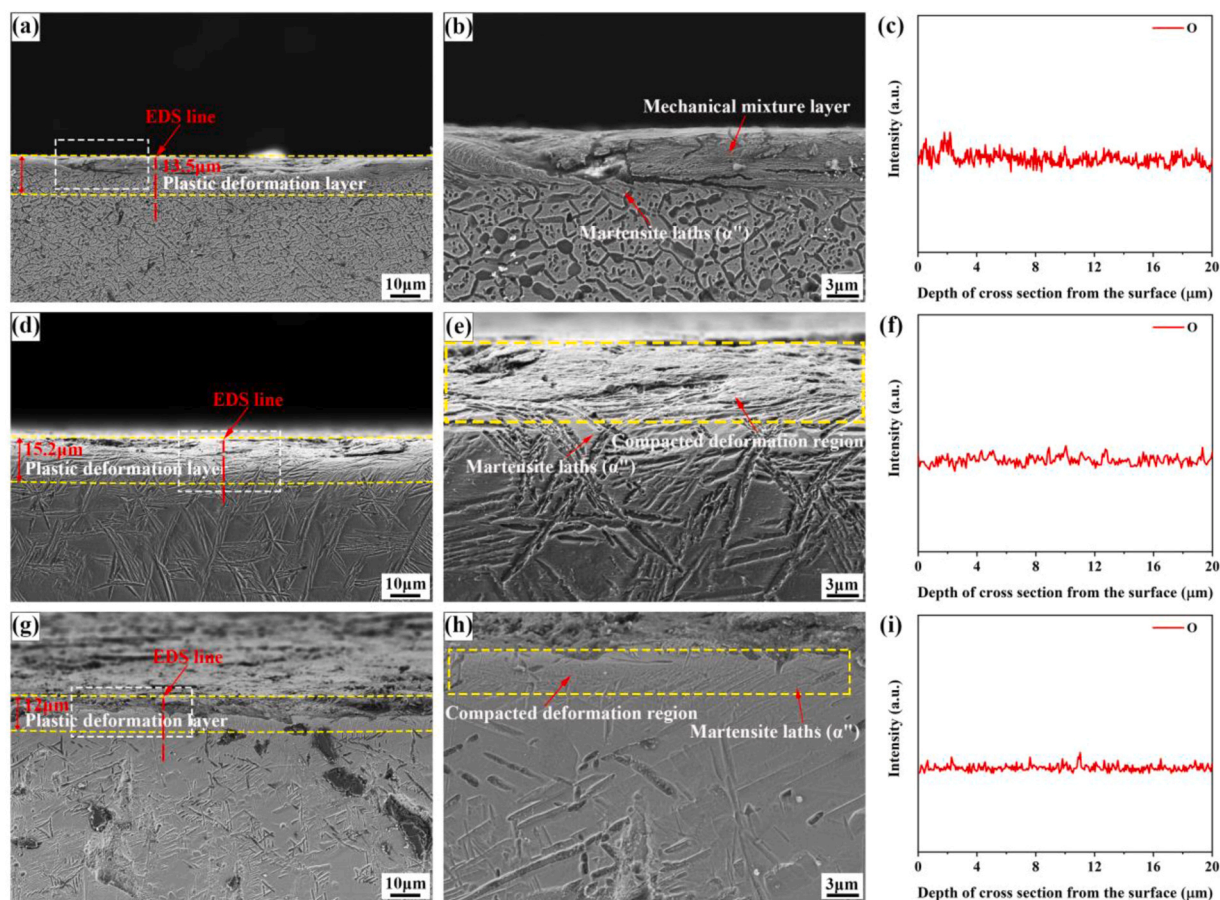 (a)
EDS line
13.5μm
Plastic deformation layer
10μm
(b)
Mechanical mixture layer
Martensite laths (α")
3μm
(c)
O
Intensity (a.u.)
0 4 8 12 16 20
Depth of cross section from the surface (μm)
(d)
EDS line
15.2μm
Plastic deformation layer
10μm
(e)
Compacted deformation region
Martensite laths (α")
3μm
(f)
O
Intensity (a.u.)
0 4 8 12 16 20
Depth of cross section from the surface (μm)
(g)
EDS line
12μm
Plastic deformation layer
10μm
(h)
Compacted deformation region
Martensite laths (α")
3μm
(i)
O
Intensity (a.u.)
0 4 8 12 16 20
Depth of cross section from the surface (μm)